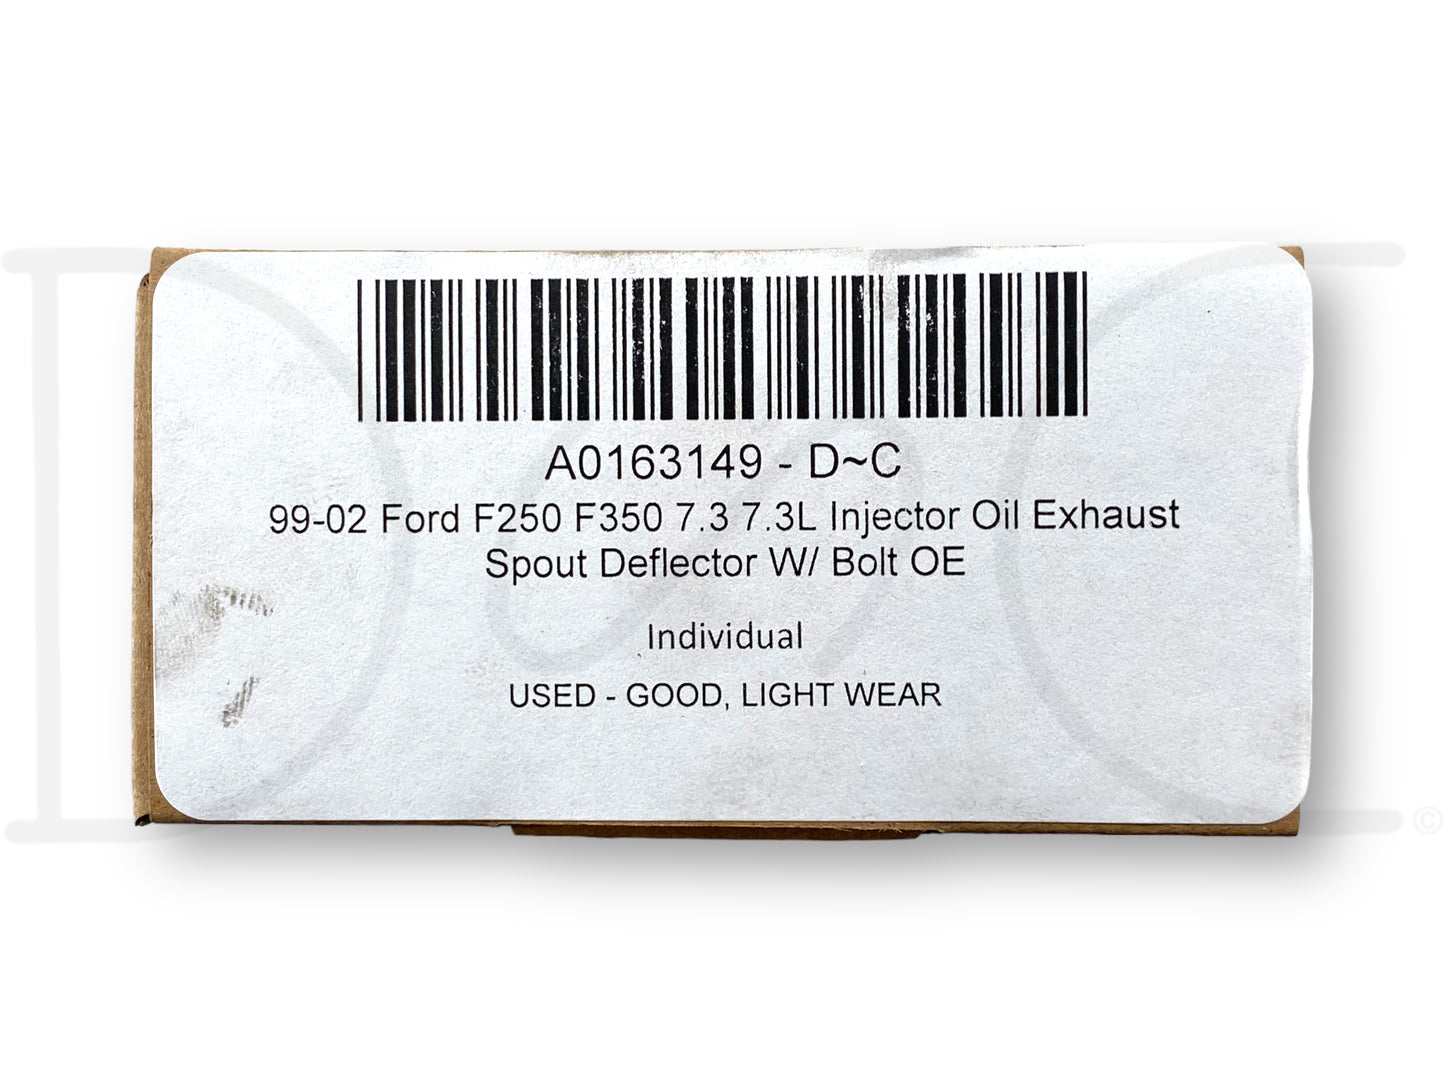 A0163149 - D~C
99-02 Ford F250 F350 7.3 7.3L Injector Oil Exhaust
Spout Deflector W/ Bolt OE
Individual
USED - GOOD, LIGHT WEAR
©